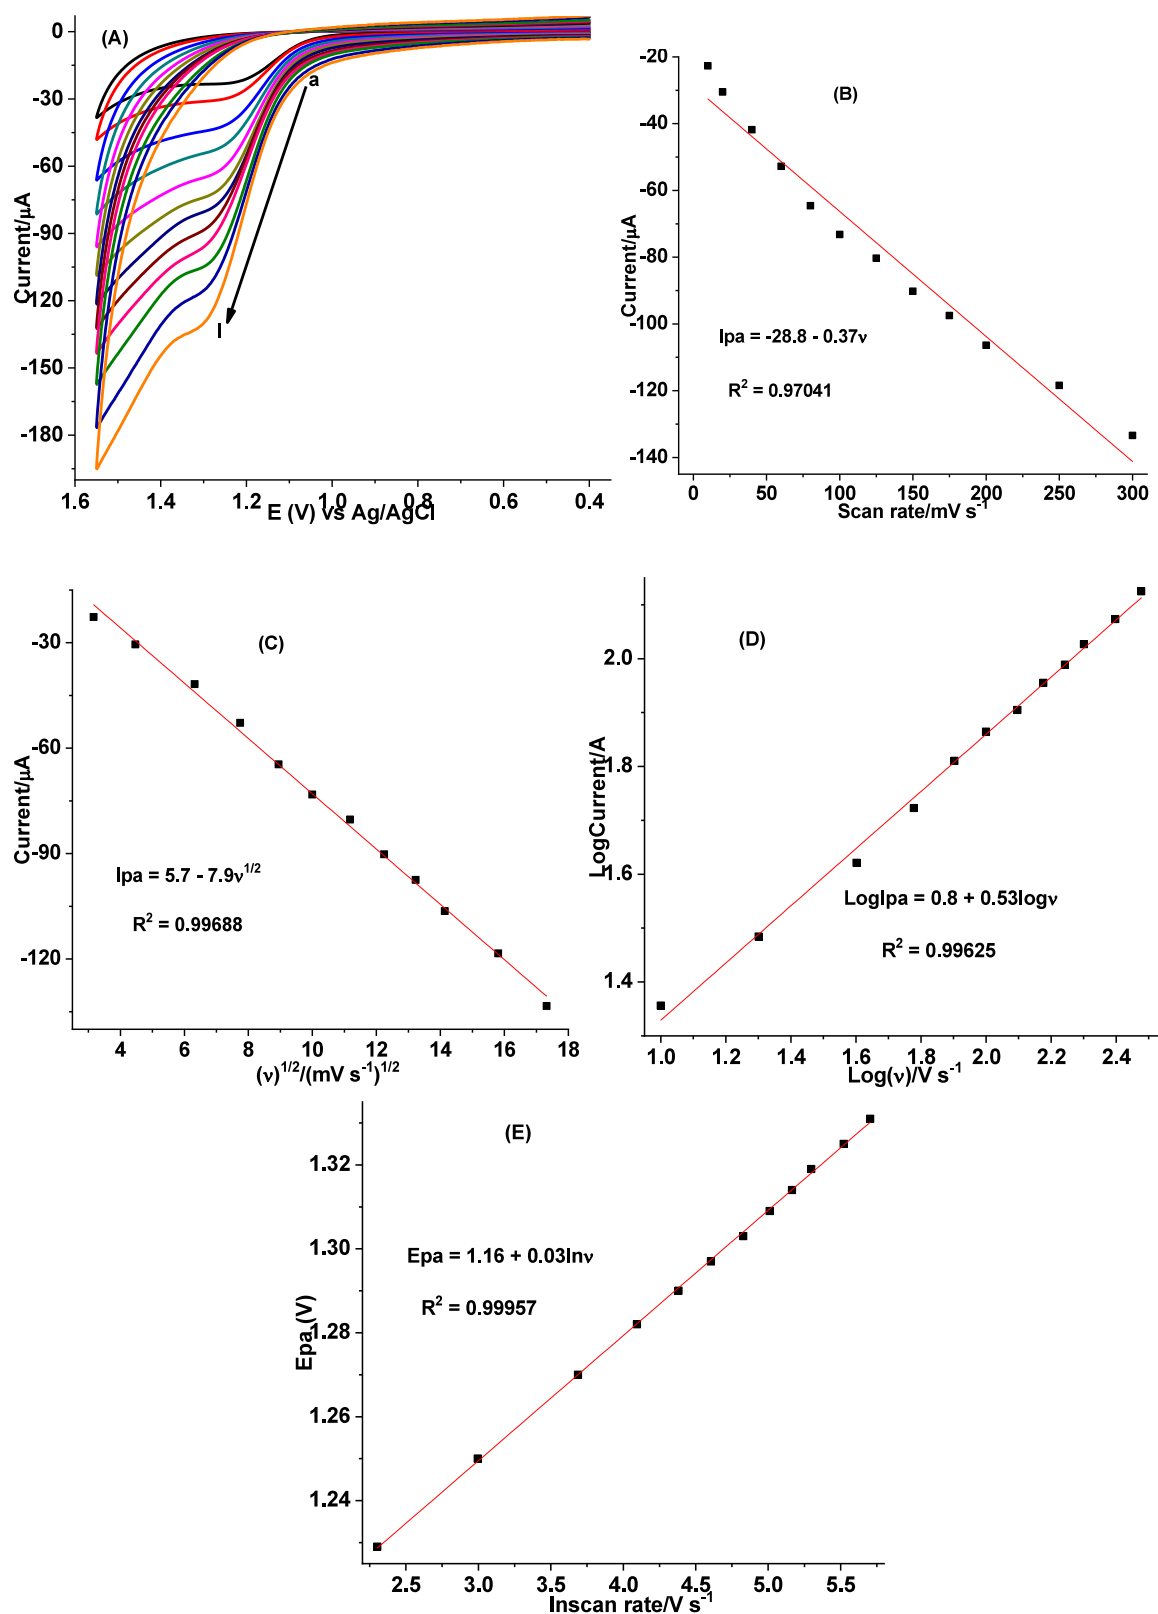 (A)
a
l
0
-30
-60
-90
-120
-150
-180
Current/µA
1.6
1.4
1.2
1.0
0.8
0.6
0.4
E (V) vs Ag/AgCl
(B)
-20
-40
-60
-80
-100
-120
-140
Current/µA
Ipa = -28.8 - 0.37ν
R² = 0.97041
0
50
100
150
200
250
300
Scan rate/mV s⁻¹
(C)
-30
-60
-90
-120
Current/µA
Ipa = 5.7 - 7.9ν¹/²
R² = 0.99688
4
6
8
10
12
14
16
18
(ν)¹/²/(mV s⁻¹)¹/²
(D)
2.0
1.8
1.6
1.4
LogCurrent/A
LogIpa = 0.8 + 0.53logν
R² = 0.99625
1.0
1.2
1.4
1.6
1.8
2.0
2.2
2.4
Log(ν)/V s⁻¹
(E)
1.32
1.30
1.28
1.26
1.24
Epa (V)
Epa = 1.16 + 0.03lnν
R² = 0.99957
2.5
3.0
3.5
4.0
4.5
5.0
5.5
lnscan rate/V s⁻¹